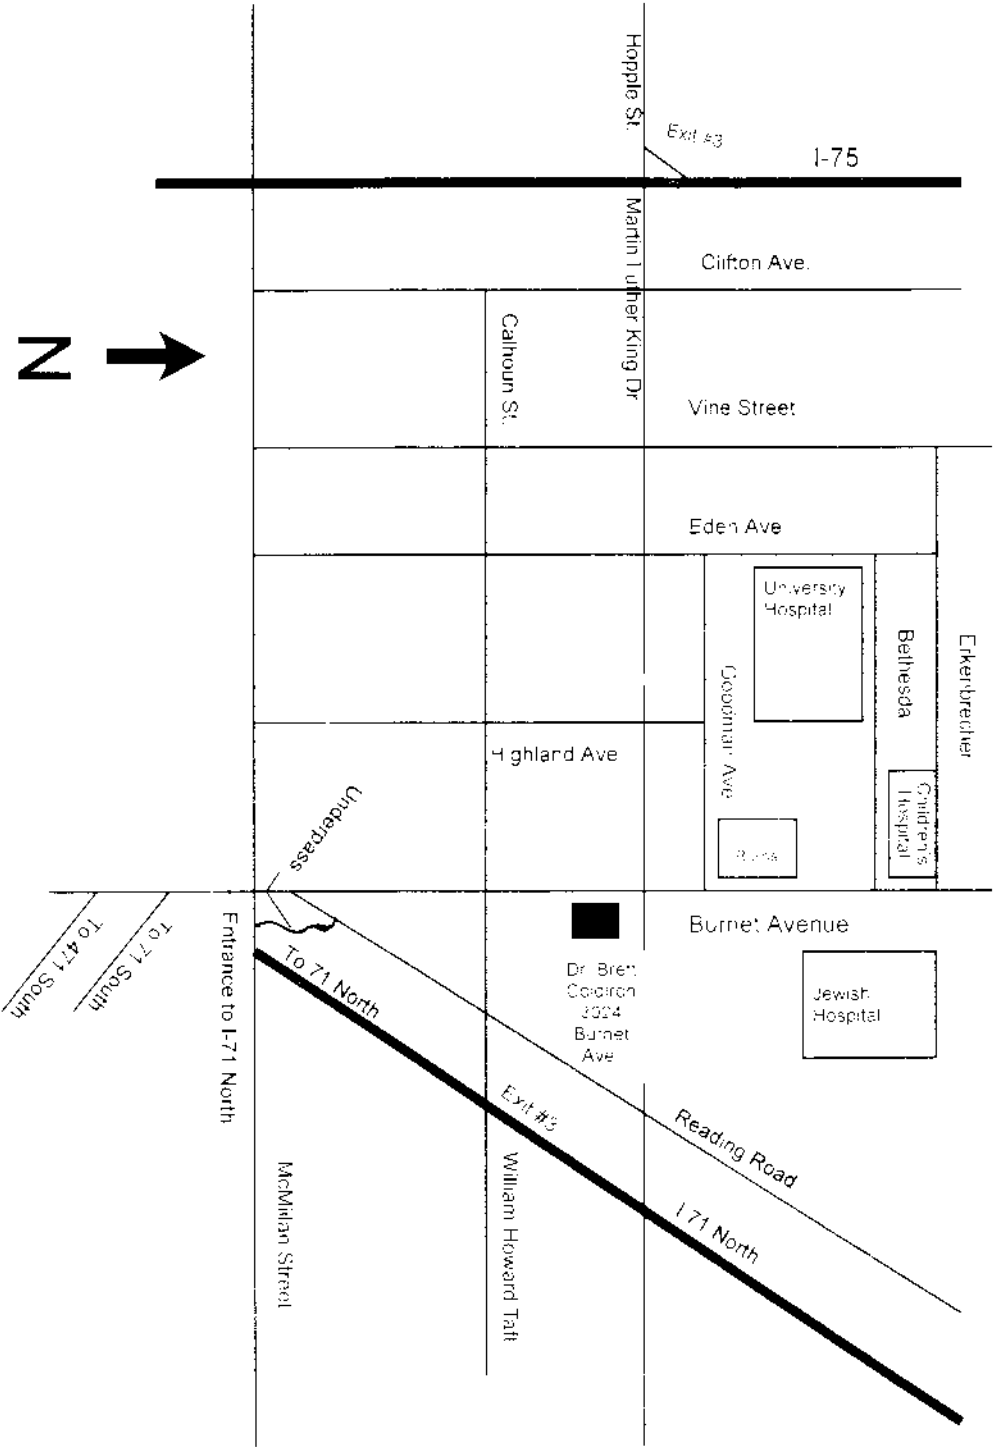 Hopple St.
Exit #3
I-75
Martin Luther King Dr
Clifton Ave.
N
Calhoun St.
Vine Street
Eden Ave
University
Hospital
Bethesda
Erkenbrecher
Goodman Ave
Highland Ave
Children's
Hospital
Underpass
Burnet Avenue
To 471 South
To 71 South
Entrance to I-71 North
To 71 North
Dr. Brett
Coldiron
3024
Burnet
Ave
Jewish
Hospital
Exit #3
Reading Road
I 71 North
McMillan Street
William Howard Taft